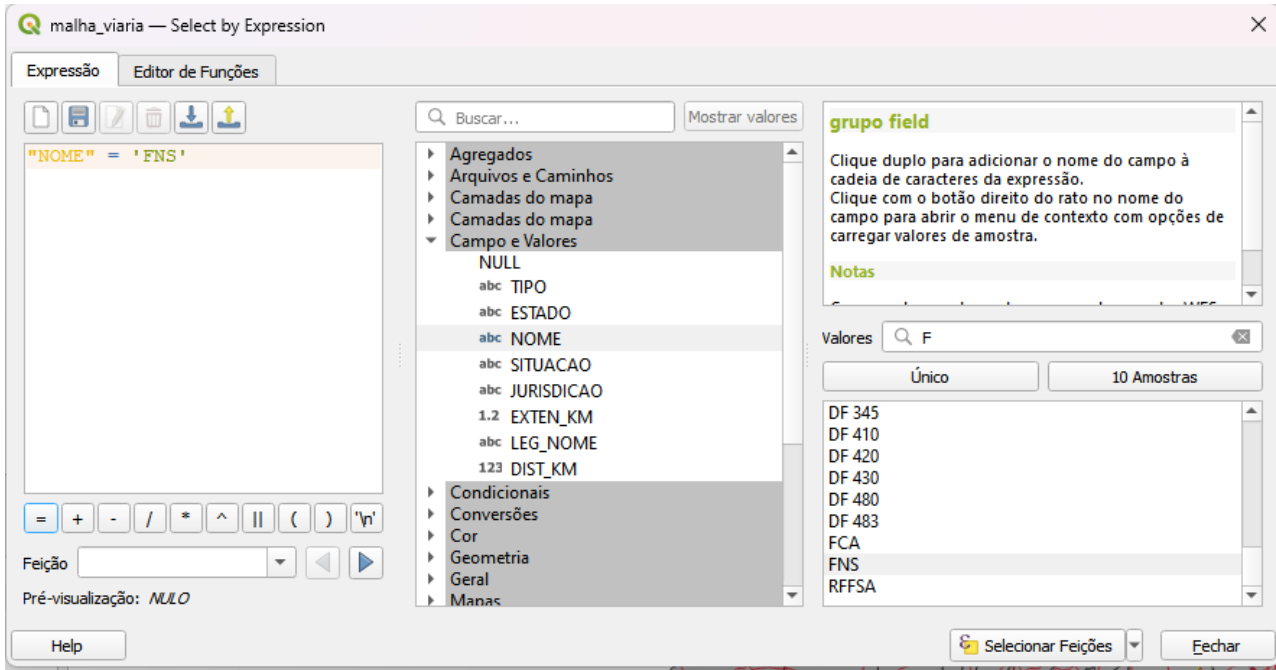 malha_viaria — Select by Expression
Expressão
Editor de Funções
"NOME" = 'FNS'
= + - / * ^ || ( ) '\n'
Feição
Pré-visualização: NULO
Buscar...
Mostrar valores
Agregados
Arquivos e Caminhos
Camadas do mapa
Camadas do mapa
Campo e Valores
NULL
abc TIPO
abc ESTADO
abc NOME
abc SITUACAO
abc JURISDICAO
1.2 EXTEN_KM
abc LEG_NOME
123 DIST_KM
Condicionais
Conversões
Cor
Geometria
Geral
Mapas
grupo field
Clique duplo para adicionar o nome do campo à
cadeia de caracteres da expressão.
Clique com o botão direito do rato no nome do
campo para abrir o menu de contexto com opções de
carregar valores de amostra.
Notas
Valores
F
Único
10 Amostras
DF 345
DF 410
DF 420
DF 430
DF 480
DF 483
FCA
FNS
RFFSA
Help
Selecionar Feições
Fechar